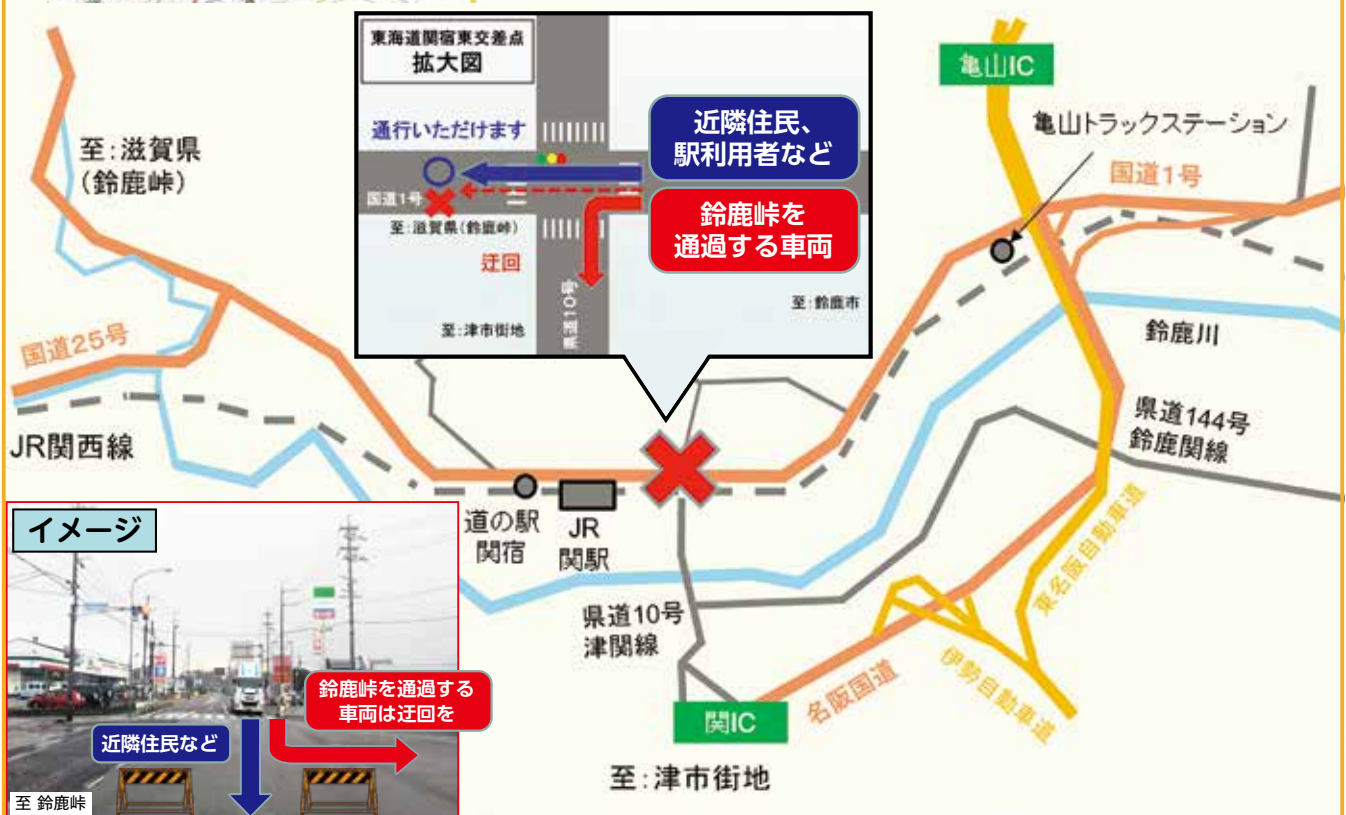 東海道関宿東交差点
拡大図
通行いただけます
近隣住民、
駅利用者など
国道1号
鈴鹿峠を
通過する車両
至:滋賀県(鈴鹿峠)
迂回
県道10号
至:鈴鹿市
至:津市街地
亀山IC
亀山トラックステーション
国道1号
至:滋賀県
(鈴鹿峠)
国道25号
鈴鹿川
県道144号
鈴鹿関線
JR関西線
道の駅
関宿
JR
関駅
東名阪自動車道
県道10号
津関線
名阪国道
伊勢自動車道
関IC
至:津市街地
イメージ
鈴鹿峠を通過する
車両は迂回を
近隣住民など
至 鈴鹿峠